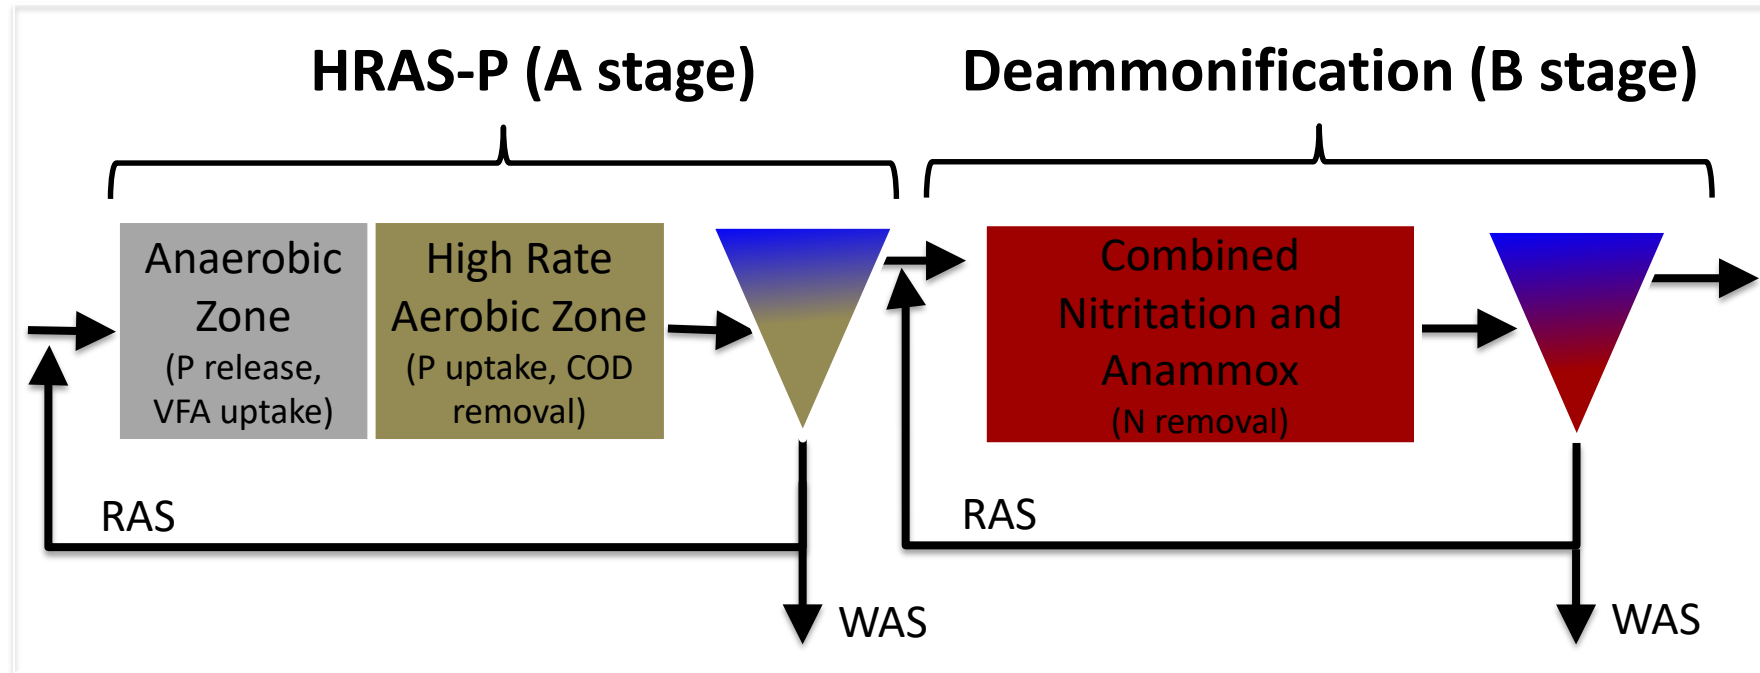 HRAS-P (A stage)
Deammonification (B stage)
Anaerobic
Zone
(P release,
VFA uptake)
High Rate
Aerobic Zone
(P uptake, COD
removal)
Combined
Nitritation and
Anammox
(N removal)
RAS
WAS
RAS
WAS